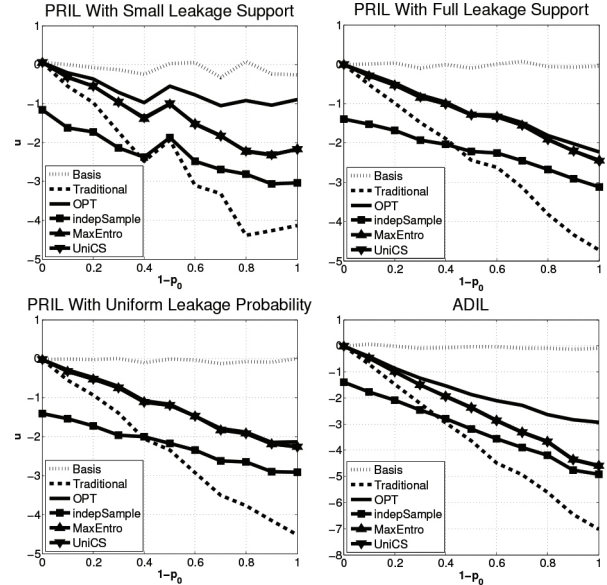 PRIL With Small Leakage Support
1
0
−1
−2
−3
−4
−5
u
Basis
Traditional
OPT
indepSample
MaxEntro
UniCS
0
0.2
0.4
0.6
0.8
1
1−p₀
PRIL With Full Leakage Support
1
0
−1
−2
−3
−4
−5
Basis
Traditional
OPT
indepSample
MaxEntro
UniCS
0
0.2
0.4
0.6
0.8
1
1−p₀
PRIL With Uniform Leakage Probability
1
0
−1
−2
−3
−4
−5
u
Basis
Traditional
OPT
indepSample
MaxEntro
UniCS
0
0.2
0.4
0.6
0.8
1
1−p₀
ADIL
1
0
−1
−2
−3
−4
−5
−6
−7
−8
Basis
Traditional
OPT
indepSample
MaxEntro
UniCS
0
0.2
0.4
0.6
0.8
1
1−p₀